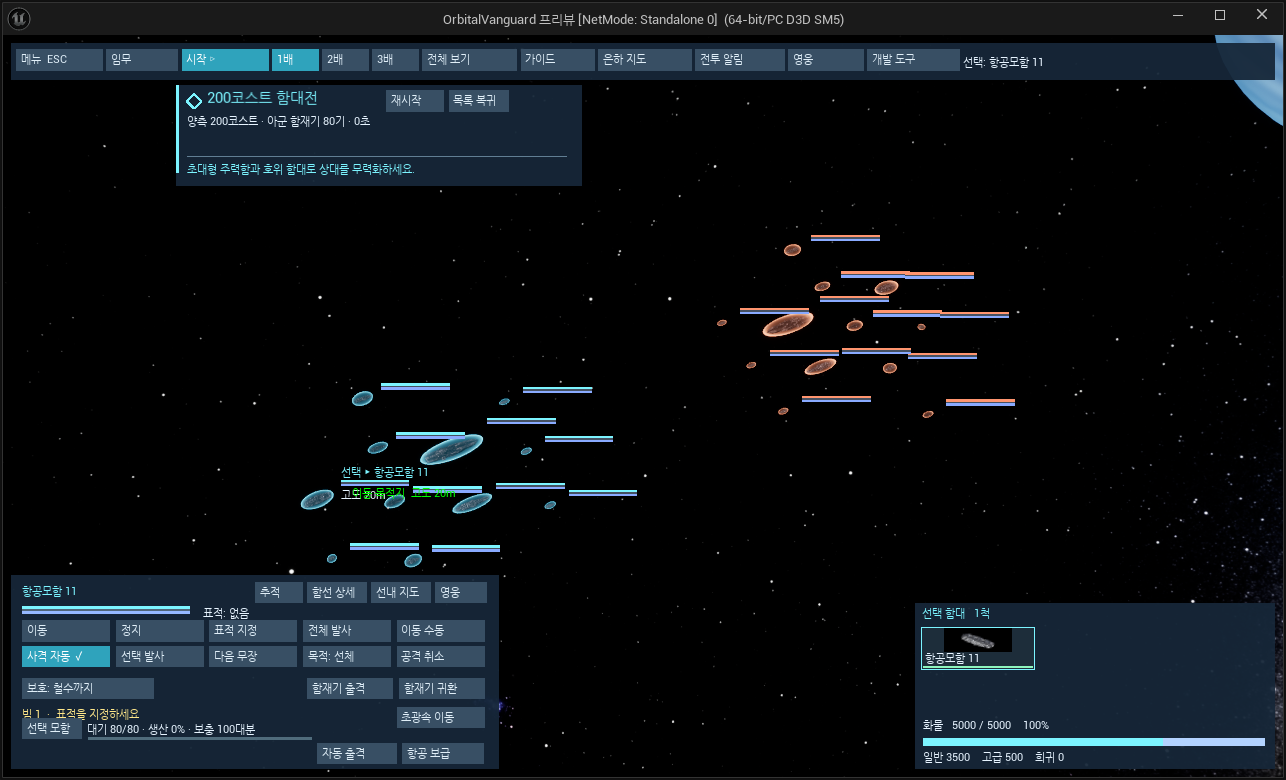 OrbitalVanguard 프리뷰 [NetMode: Standalone 0] (64-bit/PC D3D SM5)
메뉴 ESC 임무 시작 ▷ 1배 2배 3배 전체 보기 가이드 은하 지도 전투 알림 영웅 개발 도구 선택: 항공모함 11
200코스트 함대전 재시작 목록 복귀
양측 200코스트 · 아군 함재기 80기 · 0초
초대형 주력함과 호위 함대로 상대를 무력화하세요.
선택 ▸ 항공모함 11
고도 20m
항공모함 11 추적 함선 상세 선내 지도 영웅
표적: 없음
이동 정지 표적 지정 전체 발사 이동 수동
사격 자동 √ 선택 발사 다음 무장 목적: 선체 공격 취소
보호: 철수까지 함재기 출격 함재기 귀환
빔 1 · 표적을 지정하세요 초광속 이동
선택 모함 대기 80/80 · 생산 0% · 보충 100대분
자동 출격 항공 보급
선택 함대 1척
항공모함 11
화물 5000 / 5000 100%
일반 3500 고급 500 희귀 0